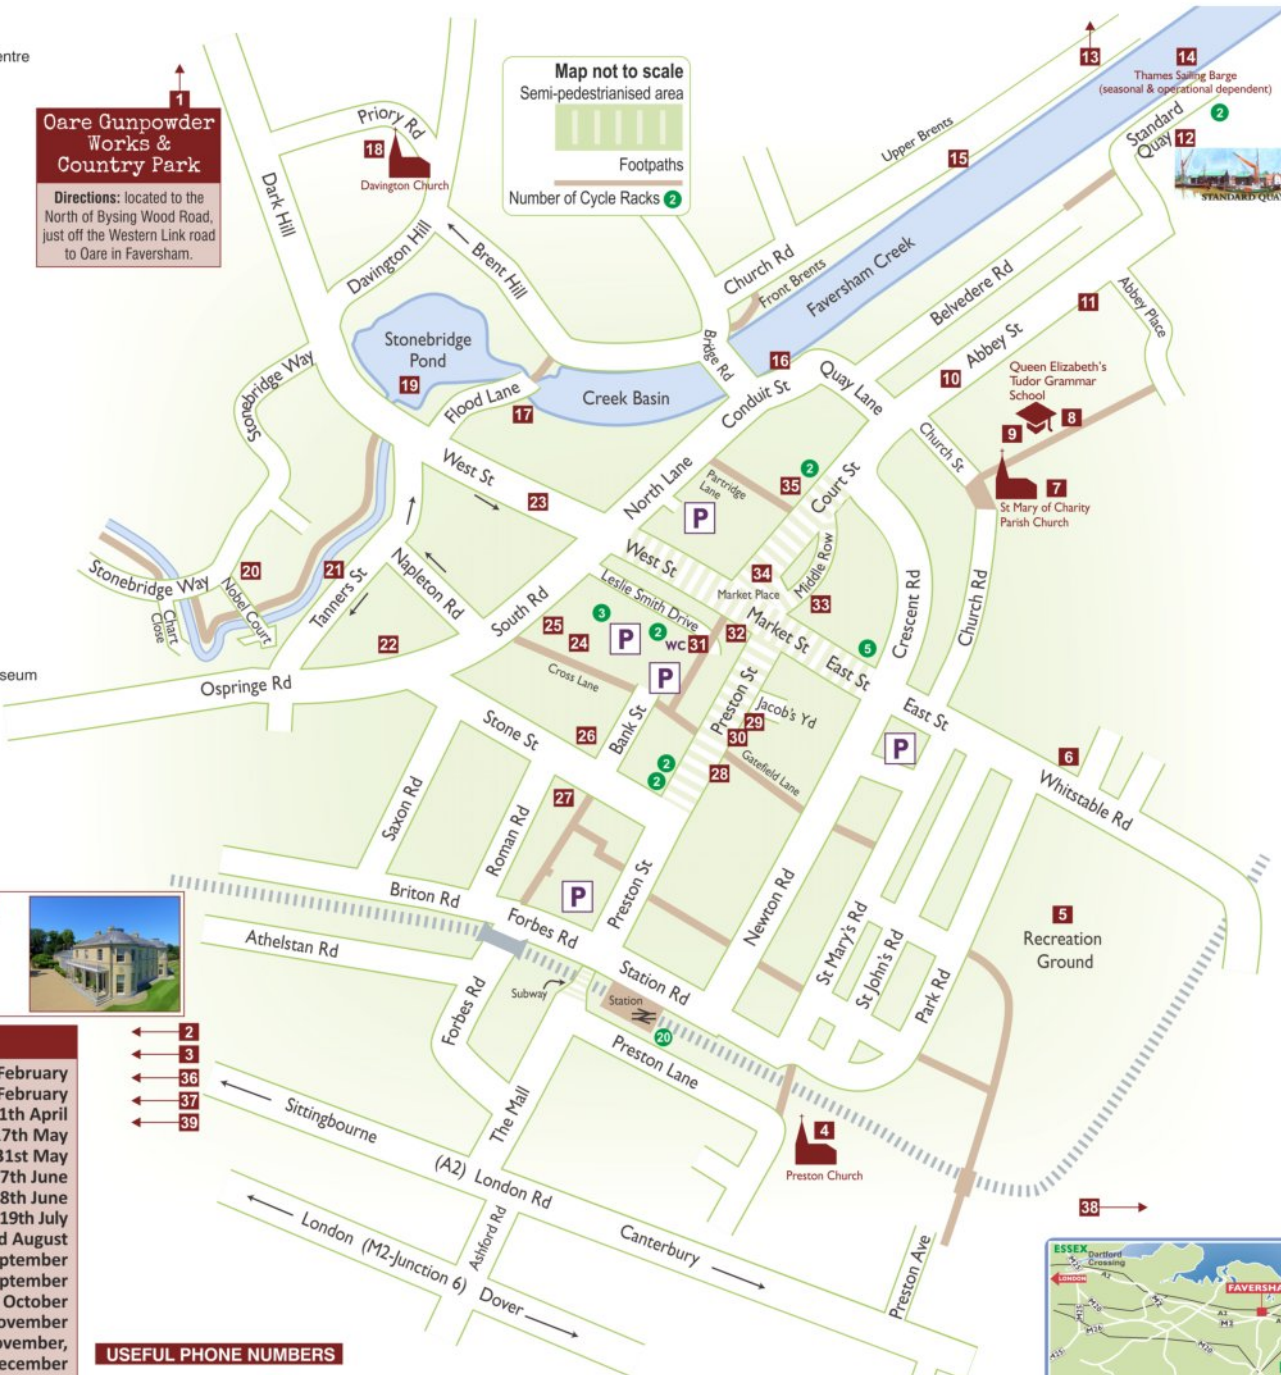 entre
1
Oare Gunpowder
Works &
Country Park
Directions: located to the
North of Bysing Wood Road,
just off the Western Link road
to Oare in Faversham.
Map not to scale
Semi-pedestrianised area
Footpaths
Number of Cycle Racks 2
13
14
Thames Sailing Barge
(seasonal & operational dependent)
2
Standard
Quay
12
STANDARD QUAY
Priory Rd
18
Davington Church
Dark Hill
Davington Hill
Brent Hill
Upper Brents
15
Church Rd
Front Brents
Faversham Creek
Belvedere Rd
Abbey Place
11
Abbey St
10
Bridge Rd
16
Conduit St
Quay Lane
Stonebridge
Pond
19
Flood Lane
17
Creek Basin
Stonebridge Way
Queen Elizabeth's
Tudor Grammar
School
9
8
Church St
7
St Mary of Charity
Parish Church
West St
23
North Lane
Partridge
Lane
35
2
Court St
P
West St
34
Market Place
Middle Row
33
Crescent Rd
Church Rd
Stonebridge Way
20
21
Nobel Court
Chart
Close
Tanners St
Napleton Rd
South Rd
Leslie Smith Drive
25
24
3
P
2
WC
31
32
Market St
East St
5
22
Ospringe Rd
seum
Cross Lane
P
Preston St
Jacob's Yd
29
30
East St
P
6
Whitstable Rd
Stone St
26
Bank St
2
2
28
Gatefield Lane
27
Saxon Rd
Roman Rd
Briton Rd
P
Preston St
Newton Rd
St Mary's Rd
St John's Rd
Park Rd
5
Recreation
Ground
Athelstan Rd
Forbes Rd
Station Rd
Subway
Station
20
Forbes Rd
Preston Lane
The Mall
4
Preston Church
2
3
36
37
39
38
Sittingbourne
(A2) London Rd
Canterbury
Ashford Rd
London (M2-Junction 6) Dover
Preston Ave
February
February
1th April
7th May
31st May
7th June
8th June
19th July
d August
eptember
eptember
October
ovember
ovember,
ecember
USEFUL PHONE NUMBERS
ESSEX
Dartford
Crossing
LONDON
M25
A2
M2
FAVERSHA
A2
M25
M20
M26
M2
M20
M25